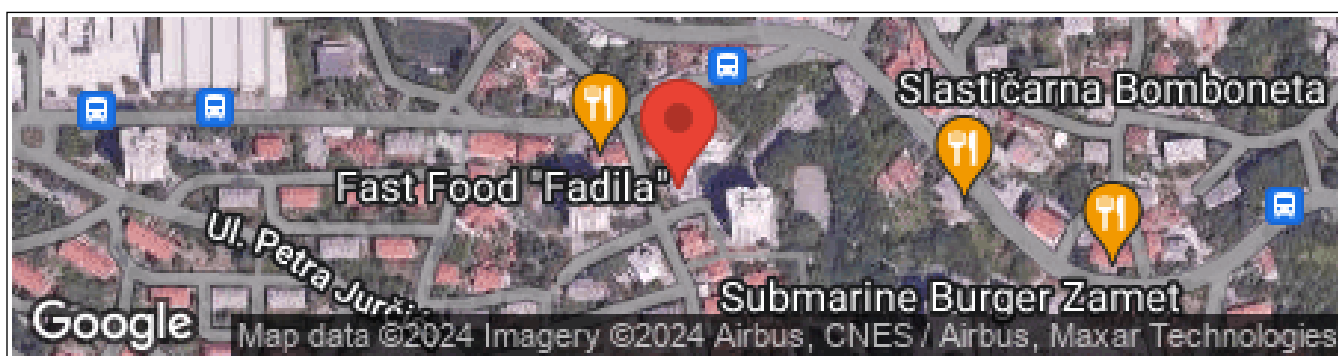 Slastičarna Bomboneta
Fast Food "Fadila"
Ul. Petra Jurčić
Submarine Burger Zamet
Google
Map data ©2024 Imagery ©2024 Airbus, CNES / Airbus, Maxar Technologies